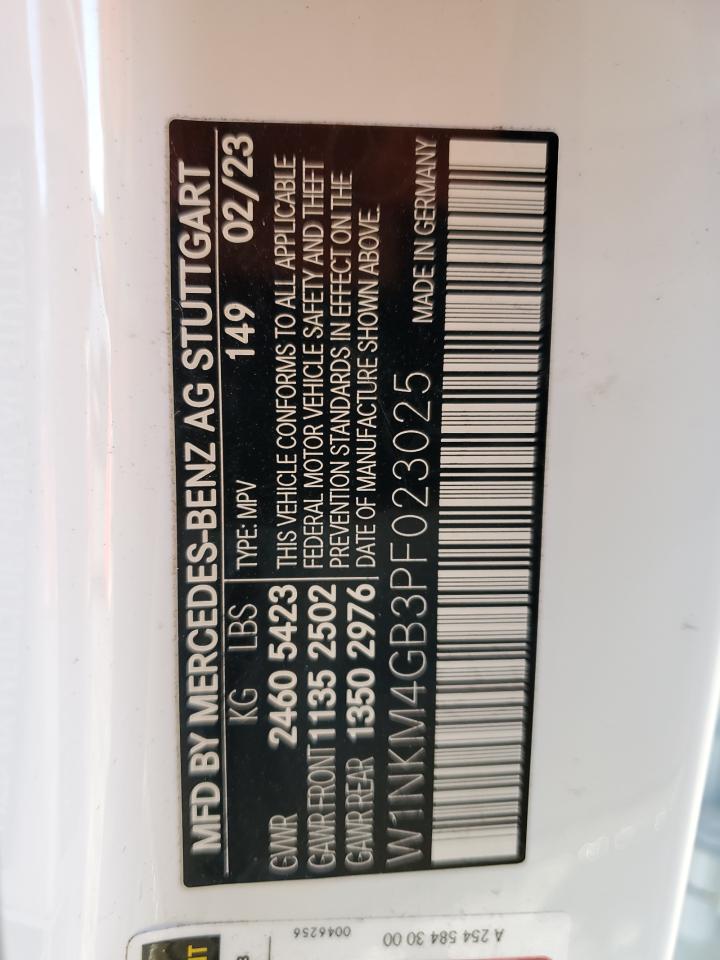 MFD BY MERCEDES-BENZ AG STUTTGART
KG LBS TYPE: MPV 149 02/23
GVWR 2460 5423 THIS VEHICLE CONFORMS TO ALL APPLICABLE
GAWR FRONT 1135 2502 FEDERAL MOTOR VEHICLE SAFETY AND THEFT
PREVENTION STANDARDS IN EFFECT ON THE
GAWR REAR 1350 2976 DATE OF MANUFACTURE SHOWN ABOVE.
W1NKM4GB3PF023025 MADE IN GERMANY
A 254 584 30 00 0046256